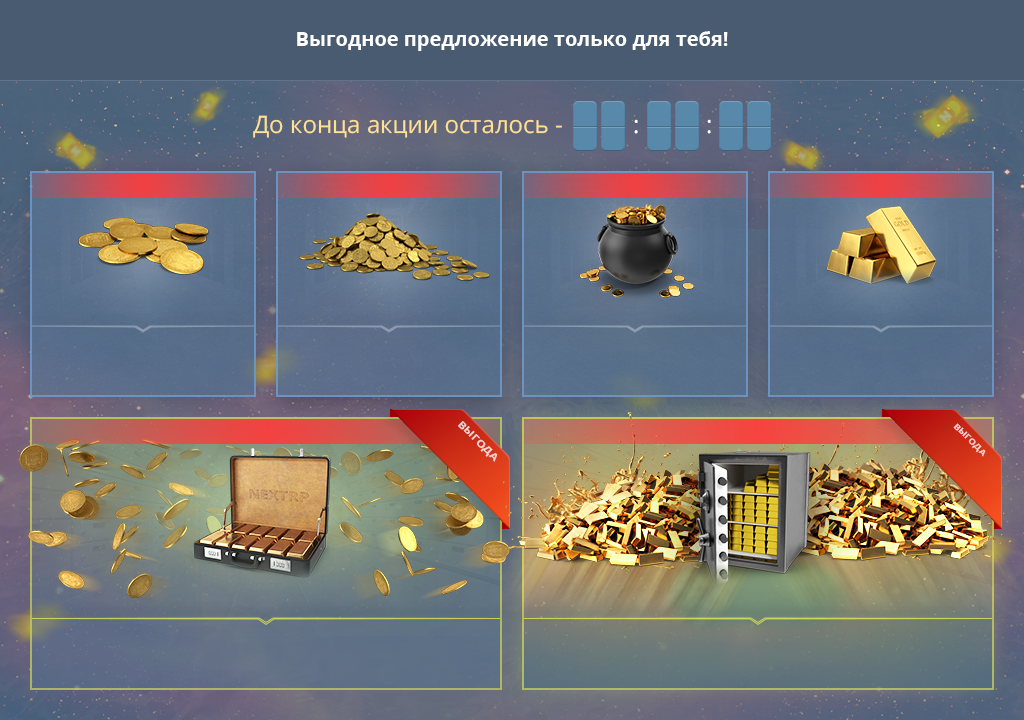 Выгодное предложение только для тебя!
До конца акции осталось - : :
ВЫГОДА
ВЫГОДА
NEXTRP